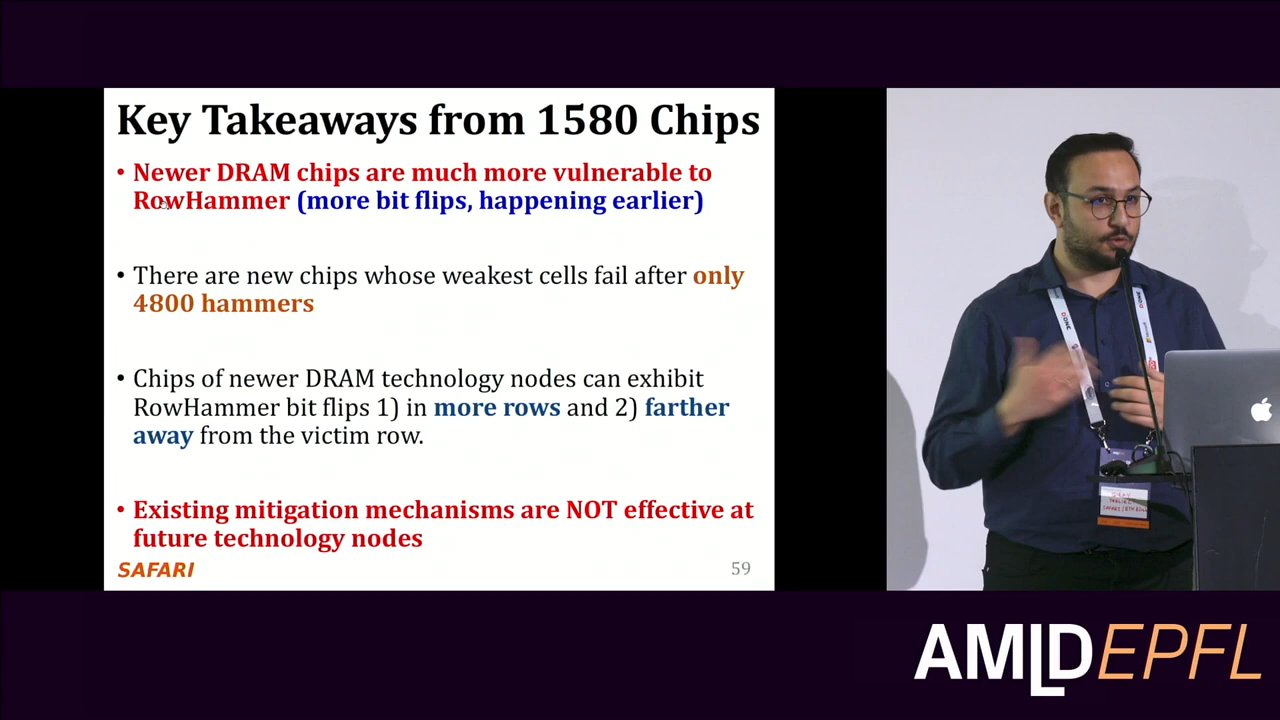 Key Takeaways from 1580 Chips
• Newer DRAM chips are much more vulnerable to
RowHammer (more bit flips, happening earlier)
• There are new chips whose weakest cells fail after only
4800 hammers
• Chips of newer DRAM technology nodes can exhibit
RowHammer bit flips 1) in more rows and 2) farther
away from the victim row.
• Existing mitigation mechanisms are NOT effective at
future technology nodes
SAFARI
59
AMLDEPFL